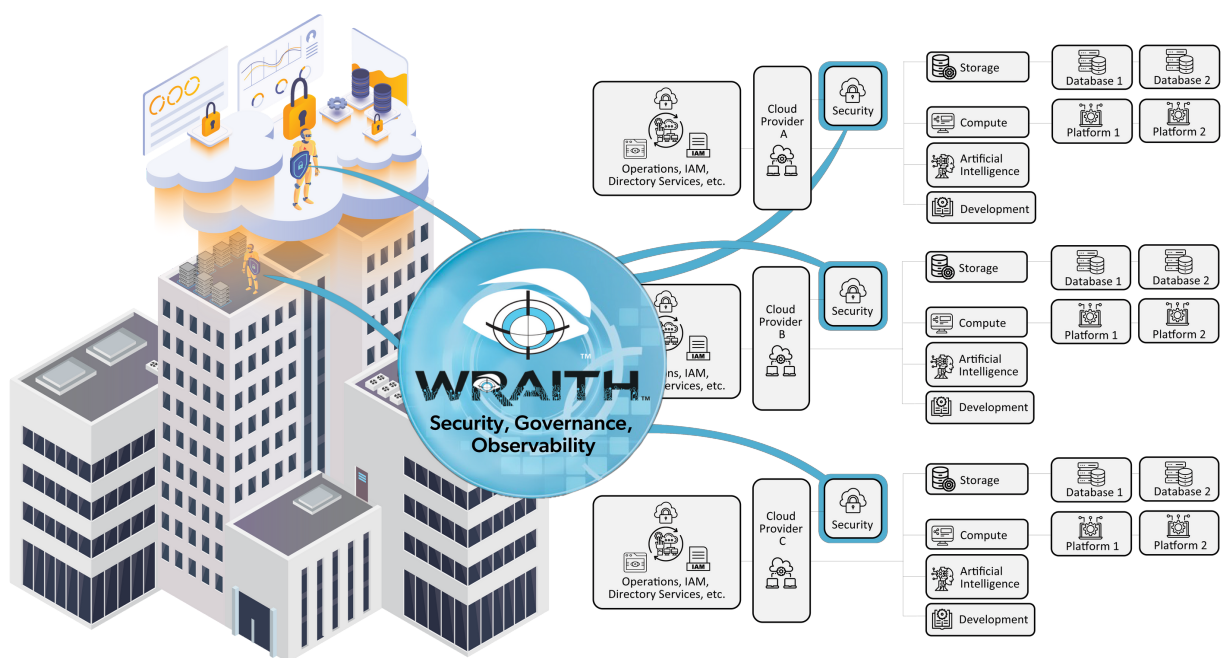 Operations, IAM,
Directory Services, etc.
IAM
Cloud
Provider
A
Security
Storage
Database 1
Database 2
Compute
Platform 1
Platform 2
Artificial
Intelligence
Development
WRAITH™
Security, Governance,
Observability
IAM
ns, IAM,
Services, etc.
Cloud
Provider
B
Security
Storage
Database 1
Database 2
Compute
Platform 1
Platform 2
Artificial
Intelligence
Development
IAM
Operations, IAM,
Directory Services, etc.
Cloud
Provider
C
Security
Storage
Database 1
Database 2
Compute
Platform 1
Platform 2
Artificial
Intelligence
Development
TM